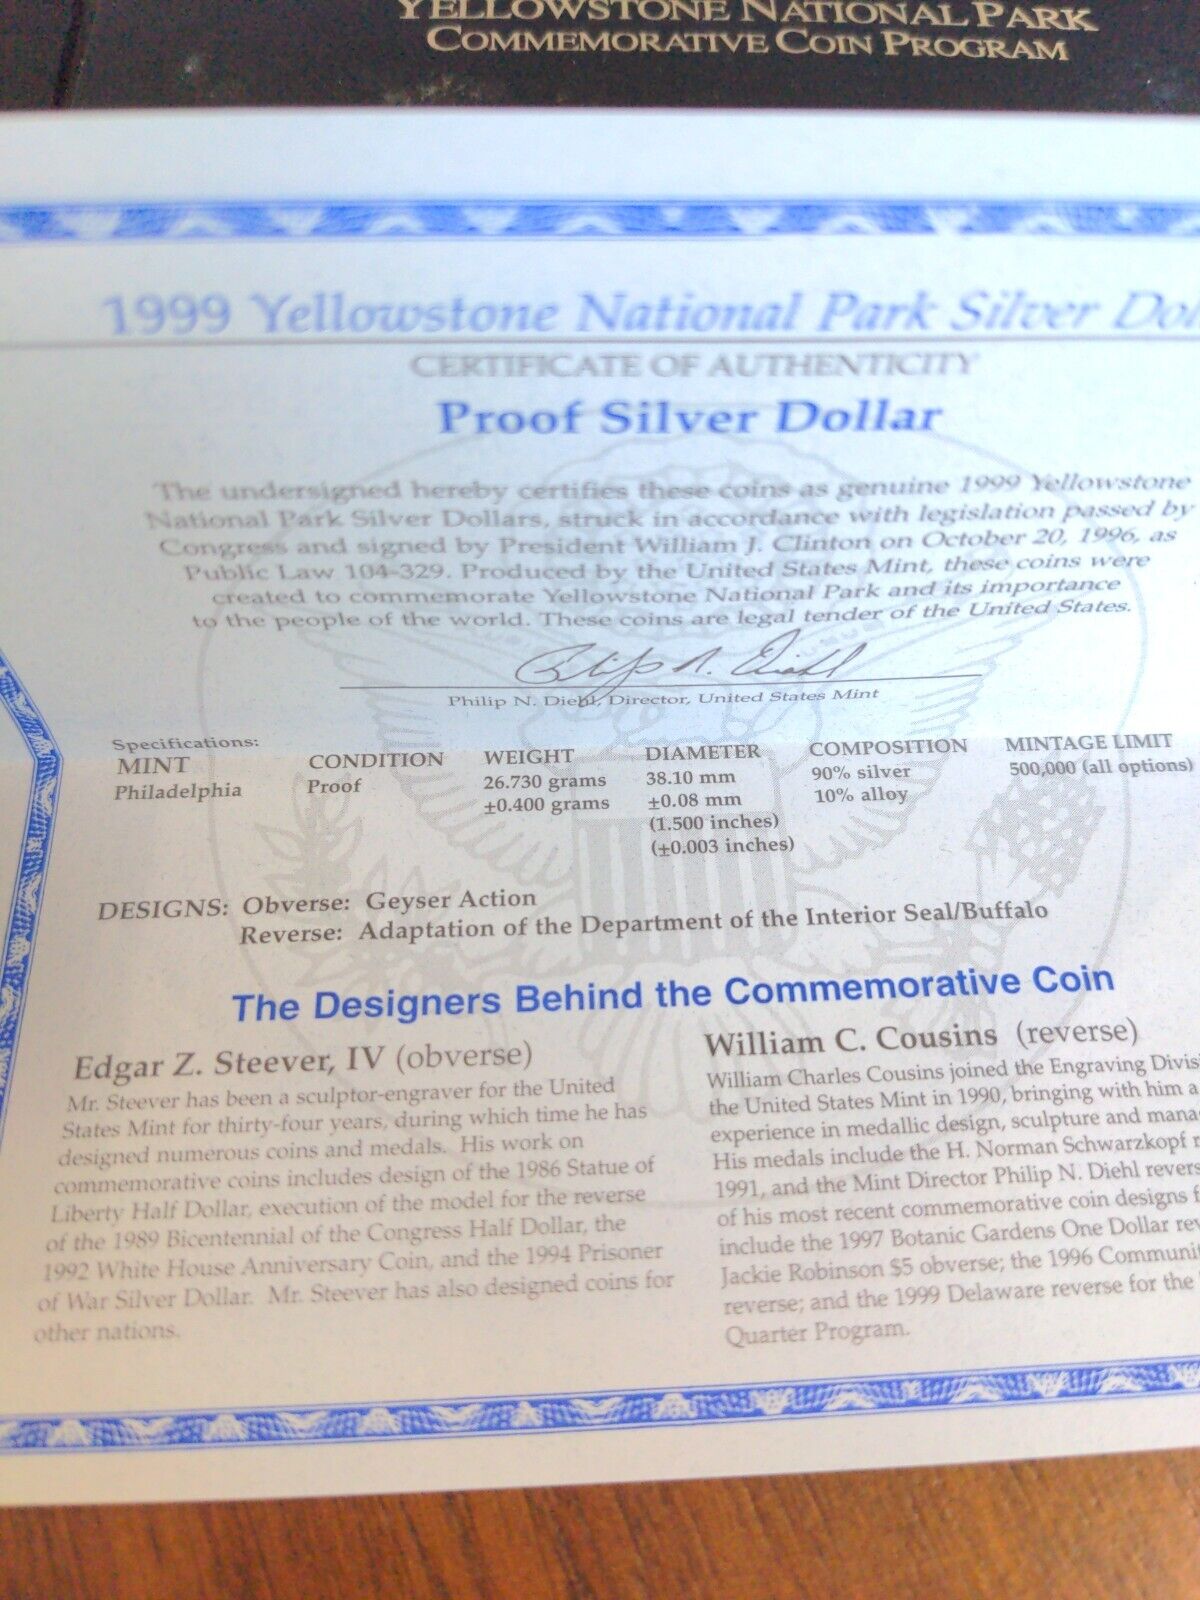 YELLOWSTONE NATIONAL PARK
COMMEMORATIVE COIN PROGRAM
1999 Yellowstone National Park Silver Dol
CERTIFICATE OF AUTHENTICITY
Proof Silver Dollar
The undersigned hereby certifies these coins as genuine 1999 Yellowstone
National Park Silver Dollars, struck in accordance with legislation passed by
Congress and signed by President William J. Clinton on October 20, 1996, as
Public Law 104-329. Produced by the United States Mint, these coins were
created to commemorate Yellowstone National Park and its importance
to the people of the world. These coins are legal tender of the United States.
Philip N. Diehl
Philip N. Diehl, Director, United States Mint
Specifications:
MINT CONDITION WEIGHT DIAMETER COMPOSITION MINTAGE LIMIT
Philadelphia Proof 26.730 grams 38.10 mm 90% silver 500,000 (all options)
±0.400 grams ±0.08 mm 10% alloy
(1.500 inches)
(±0.003 inches)
DESIGNS: Obverse: Geyser Action
Reverse: Adaptation of the Department of the Interior Seal/Buffalo
The Designers Behind the Commemorative Coin
Edgar Z. Steever, IV (obverse)
Mr. Steever has been a sculptor-engraver for the United
States Mint for thirty-four years, during which time he has
designed numerous coins and medals. His work on
commemorative coins includes design of the 1986 Statue of
Liberty Half Dollar, execution of the model for the reverse
of the 1989 Bicentennial of the Congress Half Dollar, the
1992 White House Anniversary Coin, and the 1994 Prisoner
of War Silver Dollar. Mr. Steever has also designed coins for
other nations.
William C. Cousins (reverse)
William Charles Cousins joined the Engraving Divis
the United States Mint in 1990, bringing with him a
experience in medallic design, sculpture and mana
His medals include the H. Norman Schwarzkopf
1991, and the Mint Director Philip N. Diehl revers
of his most recent commemorative coin designs f
include the 1997 Botanic Gardens One Dollar rev
Jackie Robinson $5 obverse; the 1996 Communi
reverse; and the 1999 Delaware reverse for the
Quarter Program.